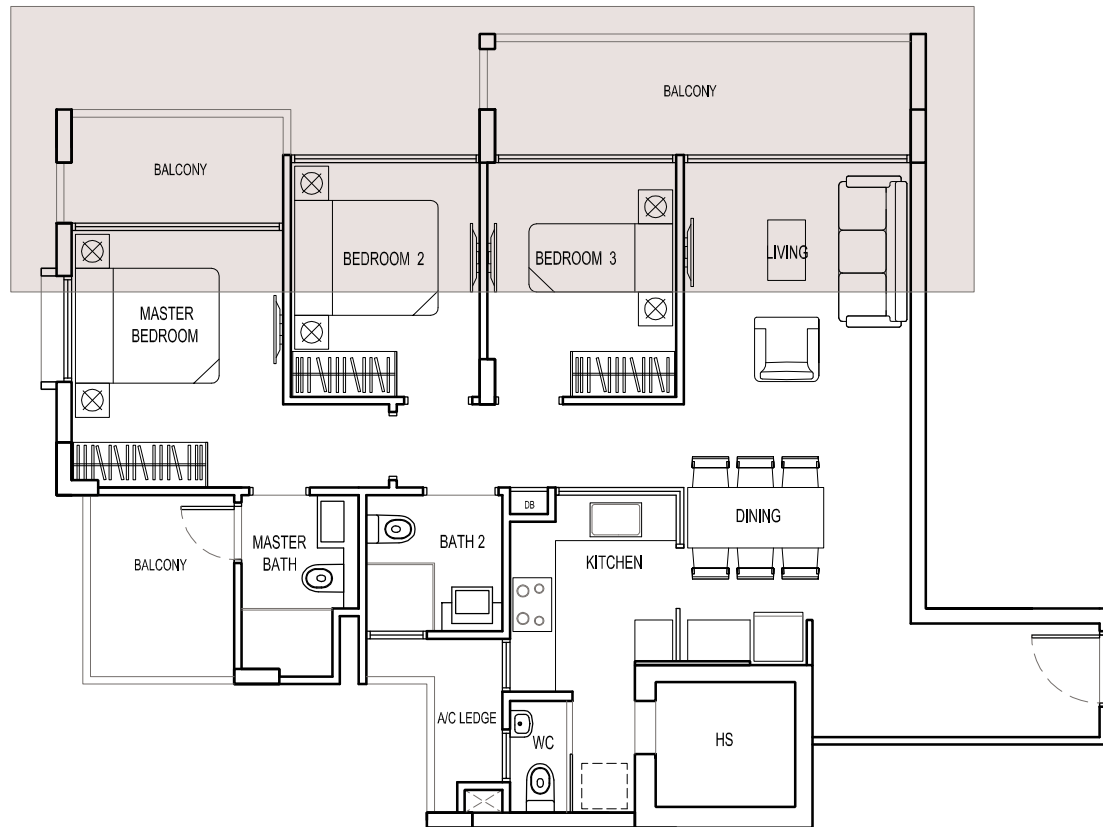 BALCONY
BALCONY
BEDROOM 2
BEDROOM 3
LIVING
MASTER
BEDROOM
DB
DINING
MASTER
BATH
BATH 2
KITCHEN
BALCONY
A/C LEDGE
WC
HS